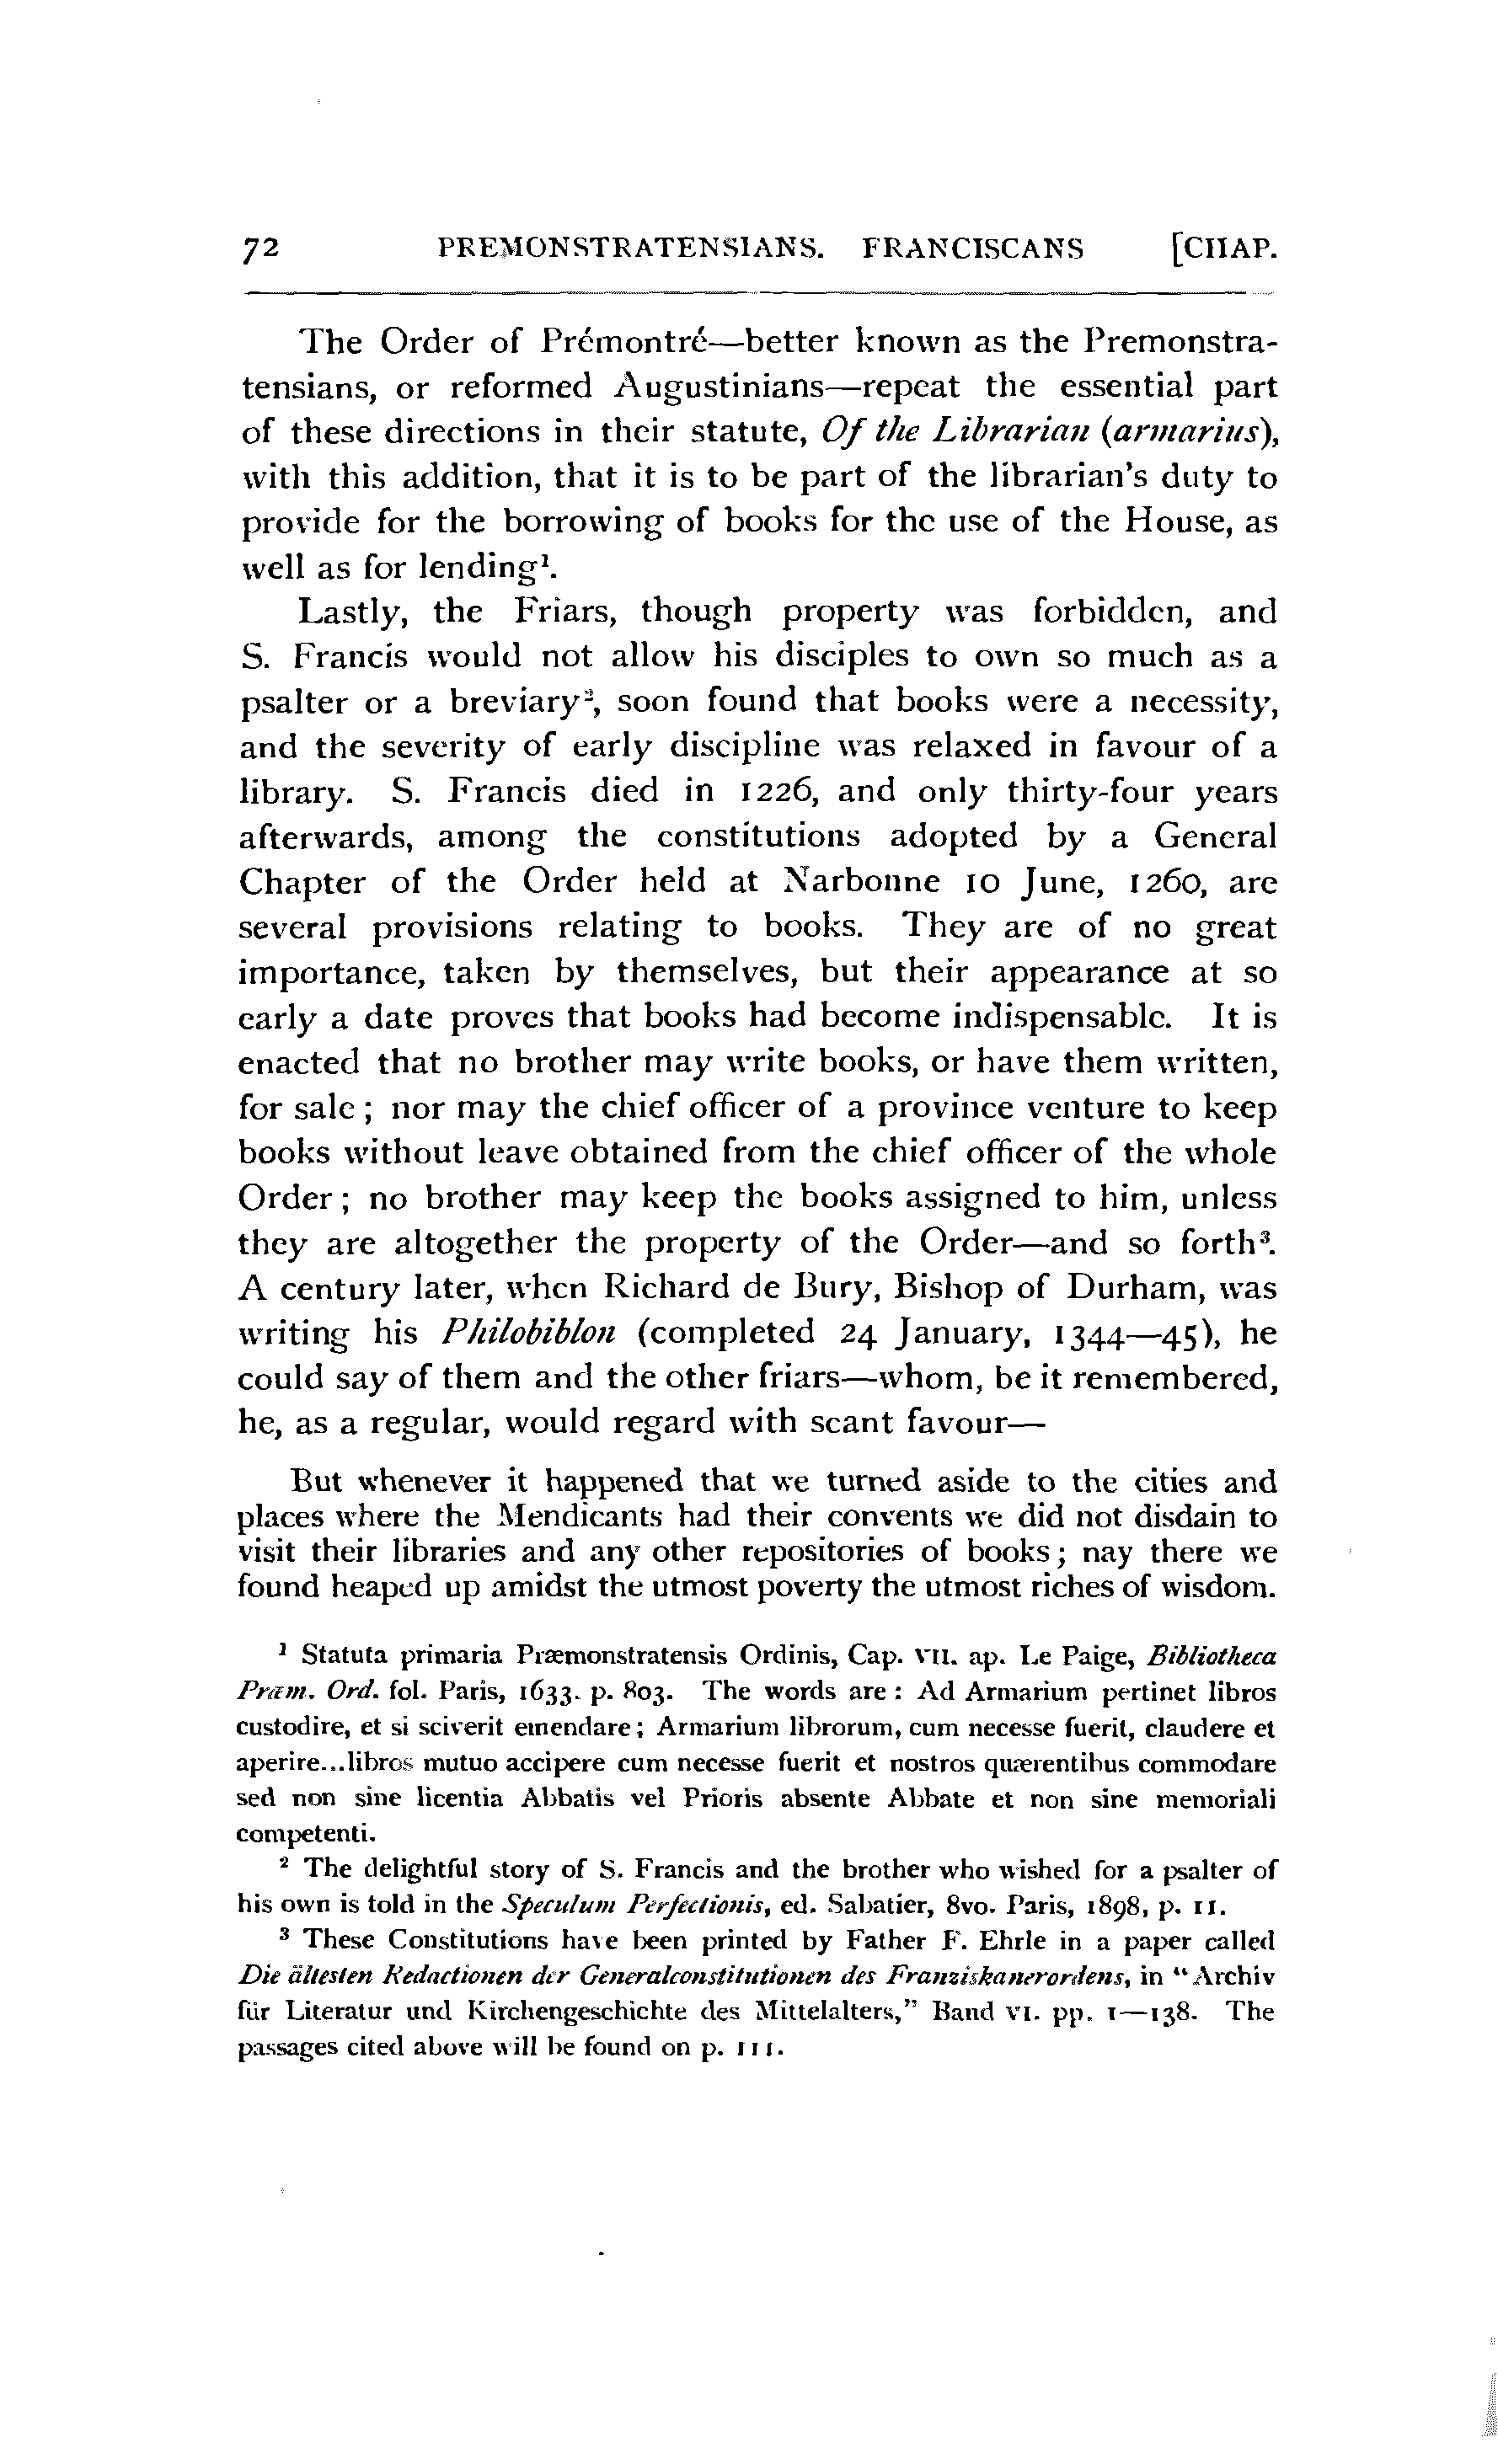 72 PREMONSTRATENSIANS. FRANCISCANS [CHAP.
The Order of Prémontré—better known as the Premonstra-
tensians, or reformed Augustinians—repeat the essential part
of these directions in their statute, Of the Librarian (armarius),
with this addition, that it is to be part of the librarian's duty to
provide for the borrowing of books for the use of the House, as
well as for lending¹.
Lastly, the Friars, though property was forbidden, and
S. Francis would not allow his disciples to own so much as a
psalter or a breviary², soon found that books were a necessity,
and the severity of early discipline was relaxed in favour of a
library. S. Francis died in 1226, and only thirty-four years
afterwards, among the constitutions adopted by a General
Chapter of the Order held at Narbonne 10 June, 1260, are
several provisions relating to books. They are of no great
importance, taken by themselves, but their appearance at so
early a date proves that books had become indispensable. It is
enacted that no brother may write books, or have them written,
for sale; nor may the chief officer of a province venture to keep
books without leave obtained from the chief officer of the whole
Order; no brother may keep the books assigned to him, unless
they are altogether the property of the Order—and so forth³.
A century later, when Richard de Bury, Bishop of Durham, was
writing his Philobiblon (completed 24 January, 1344—45), he
could say of them and the other friars—whom, be it remembered,
he, as a regular, would regard with scant favour—
But whenever it happened that we turned aside to the cities and
places where the Mendicants had their convents we did not disdain to
visit their libraries and any other repositories of books; nay there we
found heaped up amidst the utmost poverty the utmost riches of wisdom.
¹ Statuta primaria Præmonstratensis Ordinis, Cap. VII. ap. Le Paige, Bibliotheca
Præm. Ord. fol. Paris, 1633. p. 803. The words are: Ad Armarium pertinet libros
custodire, et si sciverit emendare; Armarium librorum, cum necesse fuerit, claudere et
aperire...libros mutuo accipere cum necesse fuerit et nostros quærentibus commodare
sed non sine licentia Abbatis vel Prioris absente Abbate et non sine memoriali
competenti.
² The delightful story of S. Francis and the brother who wished for a psalter of
his own is told in the Speculum Perfectionis, ed. Sabatier, 8vo. Paris, 1898, p. 11.
³ These Constitutions have been printed by Father F. Ehrle in a paper called
Die ältesten Redactionen der Generalconstitutionen des Franziskanerordens, in "Archiv
für Literatur und Kirchengeschichte des Mittelalters," Band VI. pp. 1—138. The
passages cited above will be found on p. 111.